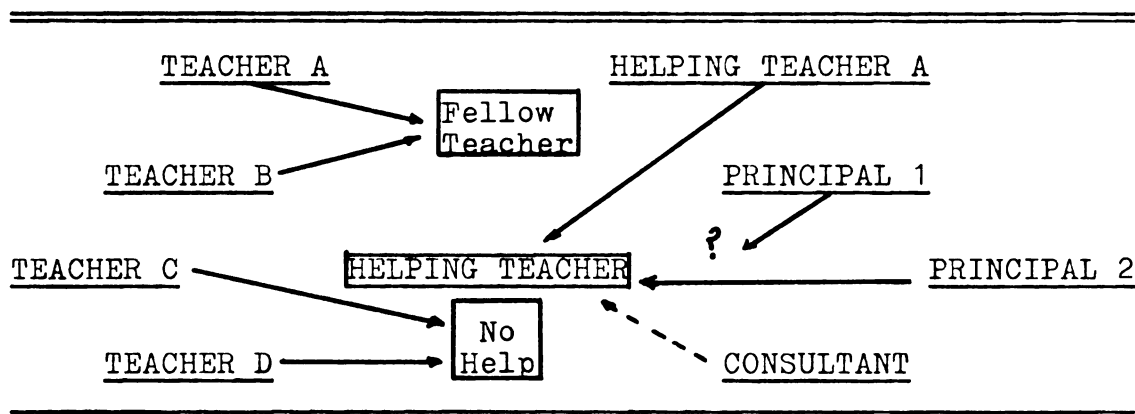 TEACHER A
HELPING TEACHER A
Fellow
Teacher
TEACHER B
PRINCIPAL 1
?
TEACHER C
HELPING TEACHER
PRINCIPAL 2
No
Help
TEACHER D
CONSULTANT